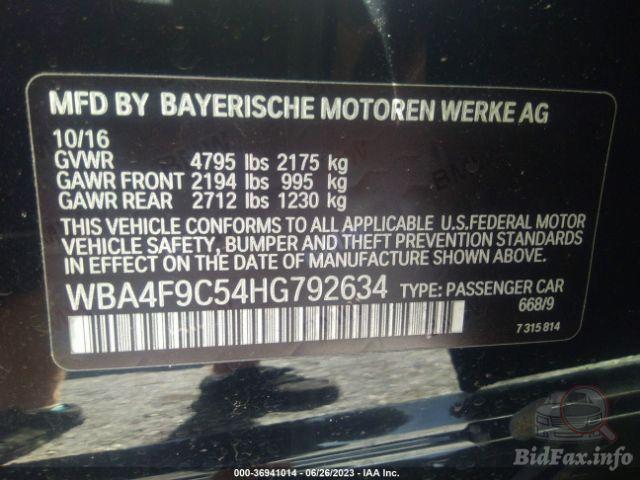 MFD BY BAYERISCHE MOTOREN WERKE AG
10/16
GVWR 4795 lbs 2175 kg
GAWR FRONT 2194 lbs 995 kg
GAWR REAR 2712 lbs 1230 kg
THIS VEHICLE CONFORMS TO ALL APPLICABLE U.S.FEDERAL MOTOR
VEHICLE SAFETY, BUMPER AND THEFT PREVENTION STANDARDS
IN EFFECT ON THE DATE OF MANUFACTURE SHOWN ABOVE.
WBA4F9C54HG792634 TYPE: PASSENGER CAR
668/9
7 315 814
BidFax.info
000-36941014 - 06/26/2023 - IAA Inc.